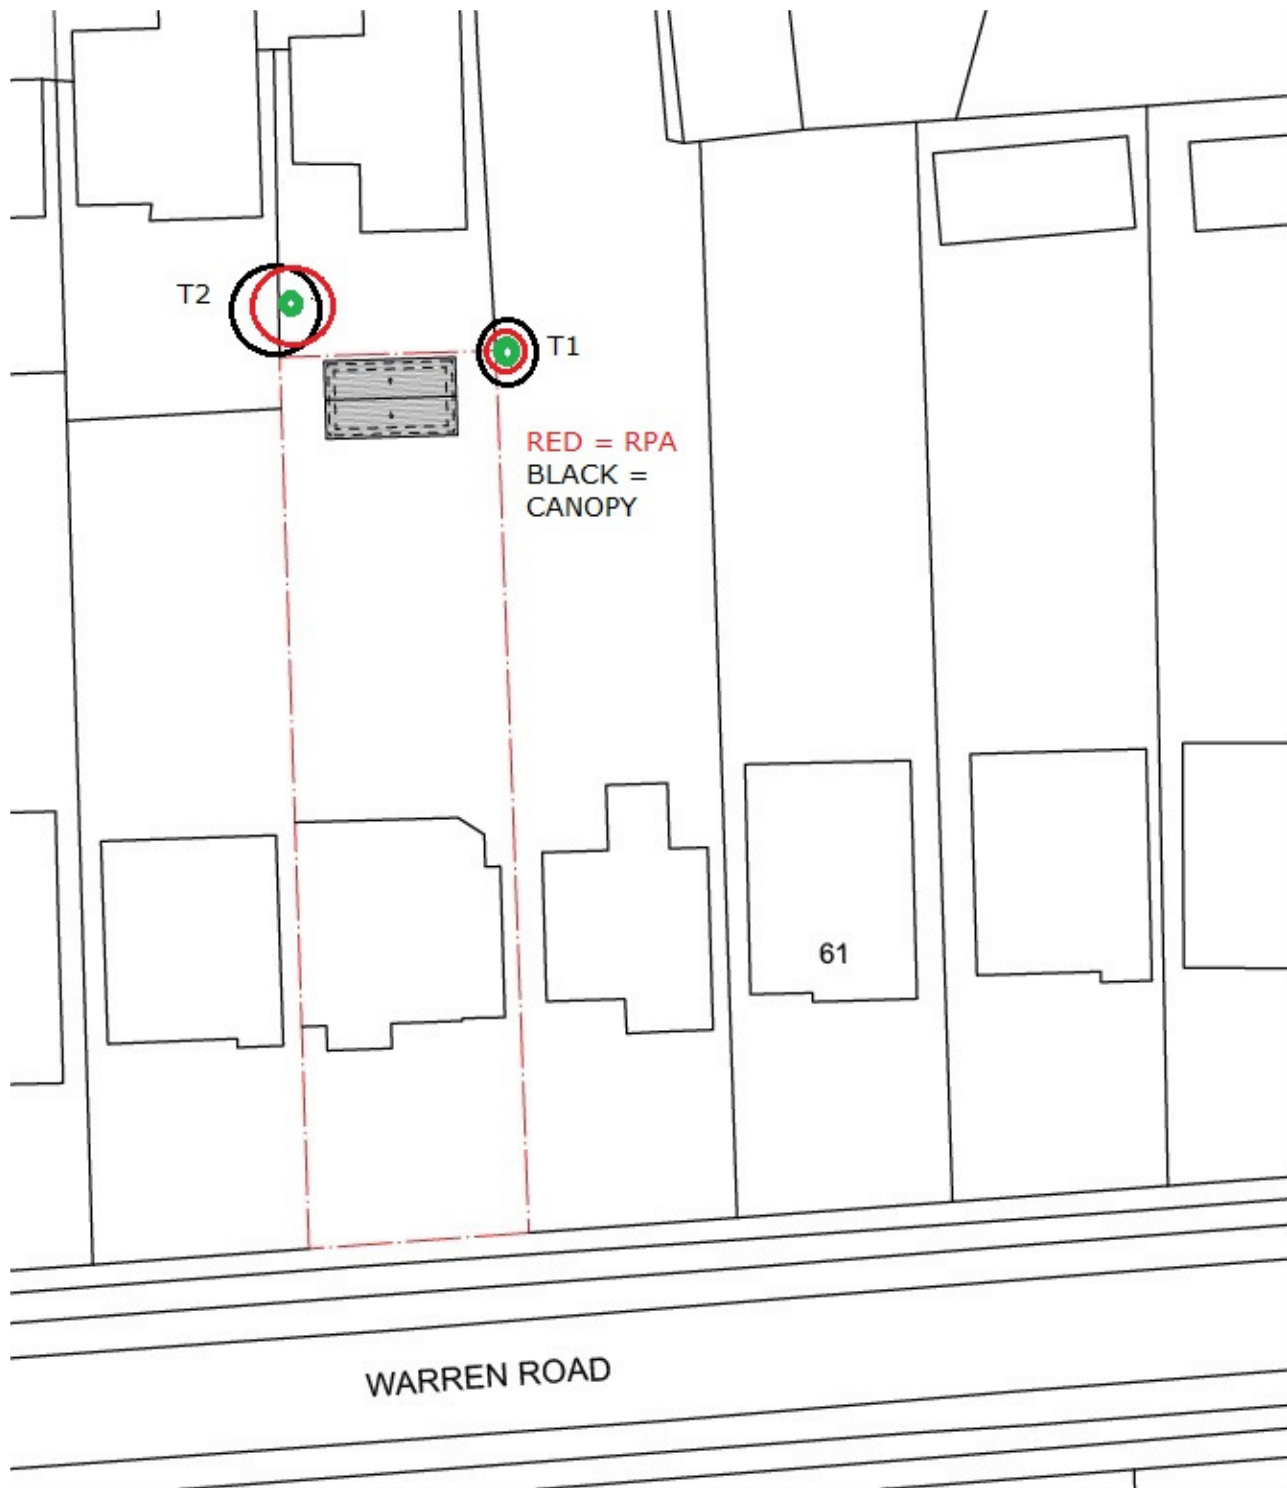 T2
T1
RED = RPA
BLACK =
CANOPY
61
WARREN ROAD